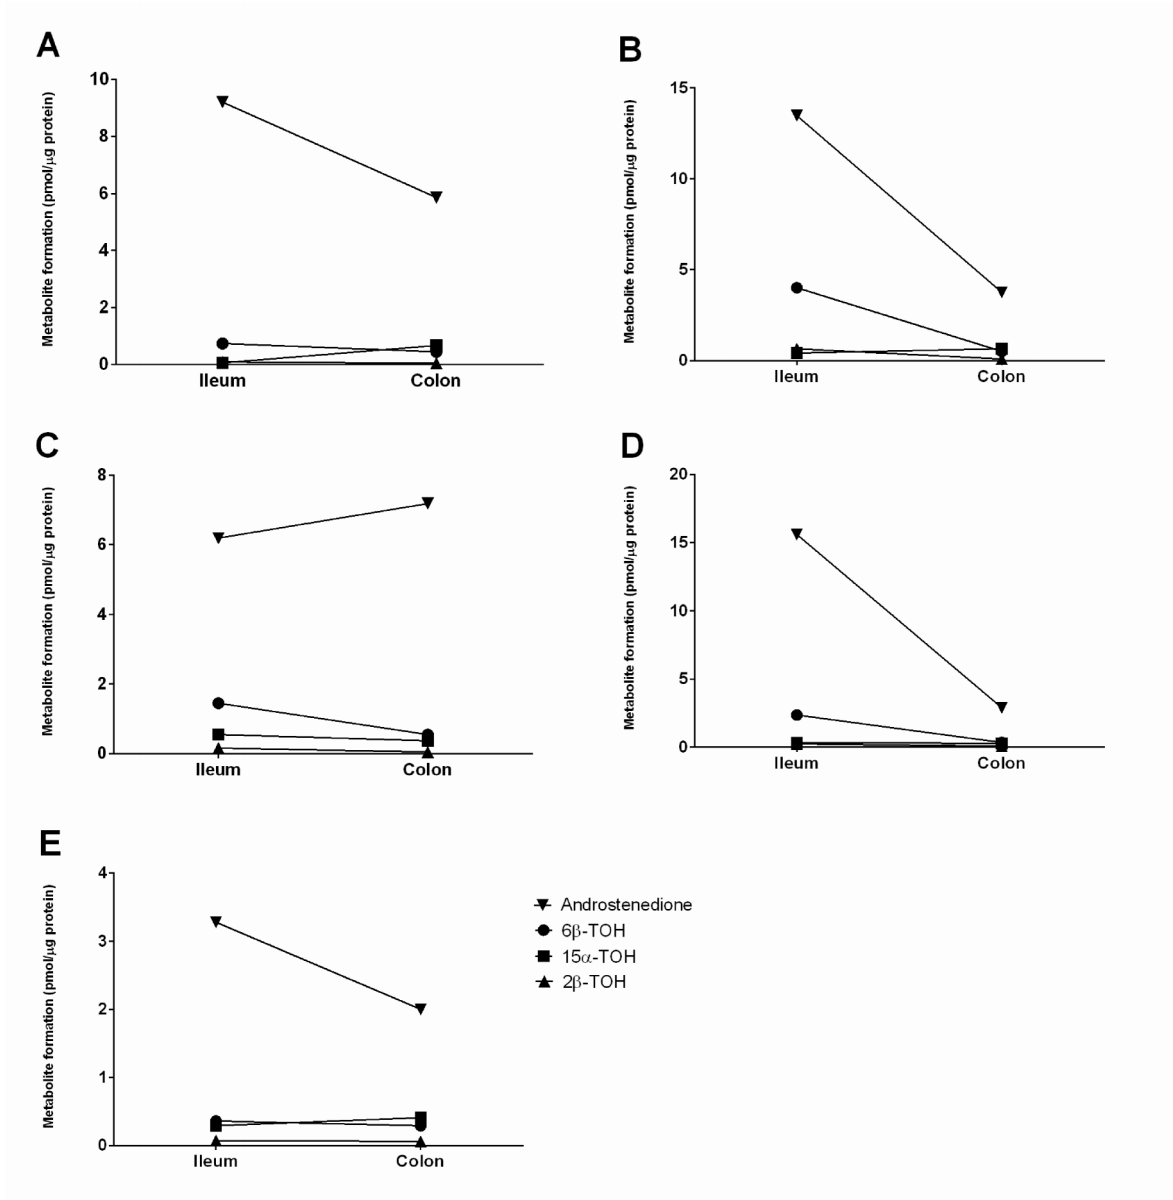 A
Metabolite formation (pmol/μg protein)
10
8
6
4
2
0
Ileum Colon
B
Metabolite formation (pmol/μg protein)
15
10
5
0
Ileum Colon
C
Metabolite formation (pmol/μg protein)
8
6
4
2
0
Ileum Colon
D
Metabolite formation (pmol/μg protein)
20
15
10
5
0
Ileum Colon
E
Metabolite formation (pmol/μg protein)
4
3
2
1
0
Ileum Colon
Androstenedione
6β-TOH
15α-TOH
2β-TOH